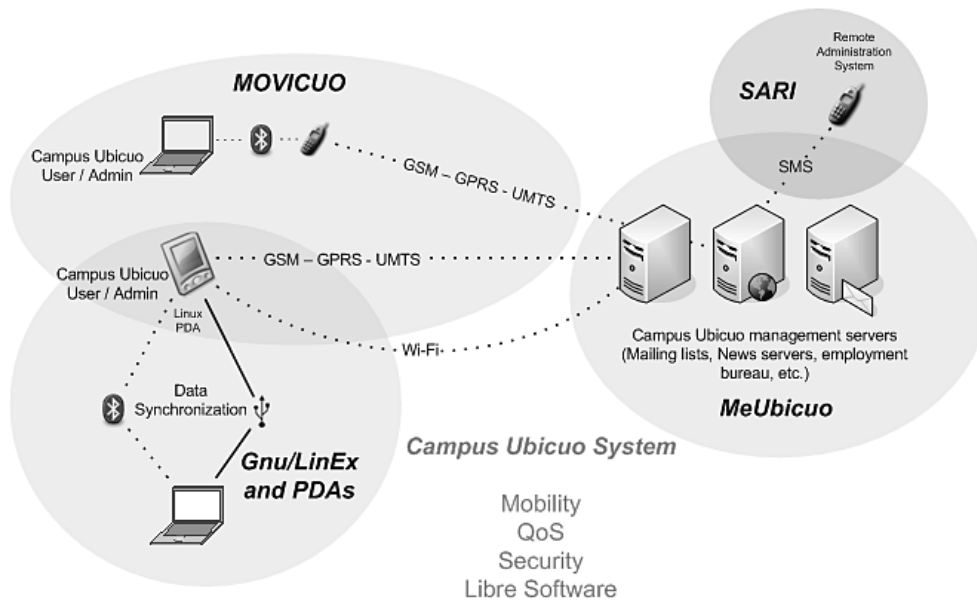 Remote
Administration
System
SARI
MOVICUO
Campus Ubicuo
User / Admin
GSM – GPRS - UMTS
SMS
Campus Ubicuo
User / Admin
GSM – GPRS - UMTS
Linux
PDA
Wi-Fi
Campus Ubicuo management servers
(Mailing lists, News servers, employment
bureau, etc.)
MeUbicuo
Data
Synchronization
Gnu/LinEx
and PDAs
Campus Ubicuo System
Mobility
QoS
Security
Libre Software